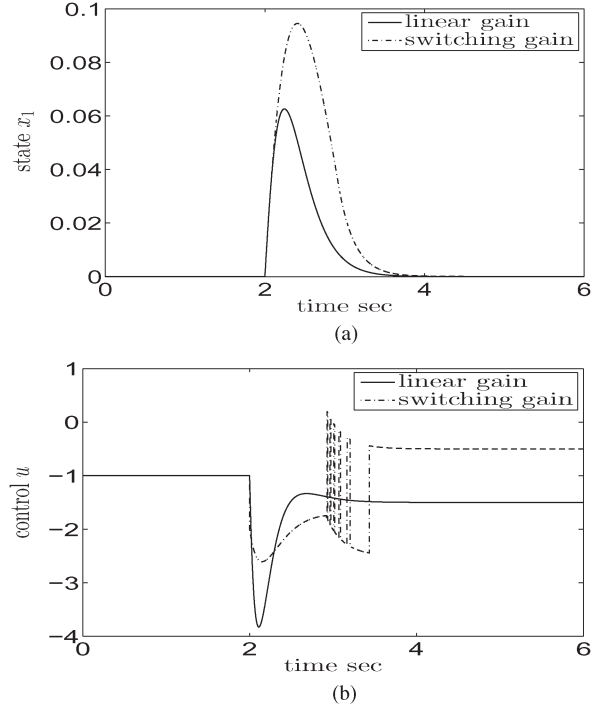 0.1
linear gain
switching gain
0.08
0.06
state x1
0.04
0.02
0
0 2 4 6
time sec
(a)
1
linear gain
switching gain
0
−1
control u
−2
−3
−4
0 2 4 6
time sec
(b)